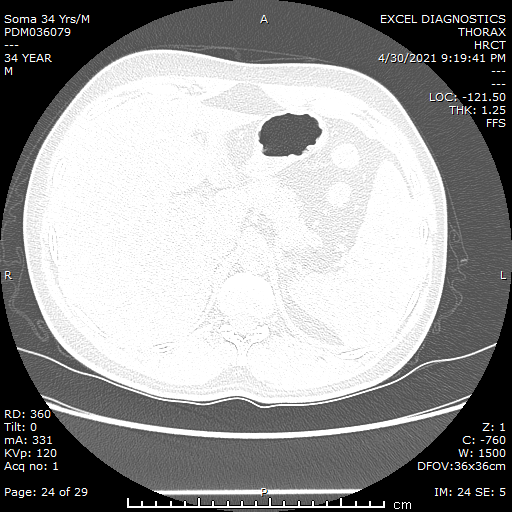 Soma 34 Yrs/M
PDM036079
---
34 YEAR
M
A
EXCEL DIAGNOSTICS
THORAX
HRCT
4/30/2021 9:19:41 PM
---
---
LOC: -121.50
THK: 1.25
FFS
R
L
RD: 360
Tilt: 0
mA: 331
KVp: 120
Acq no: 1
Page: 24 of 29
P
cm
Z: 1
C: -760
W: 1500
DFOV:36x36cm
IM: 24 SE: 5